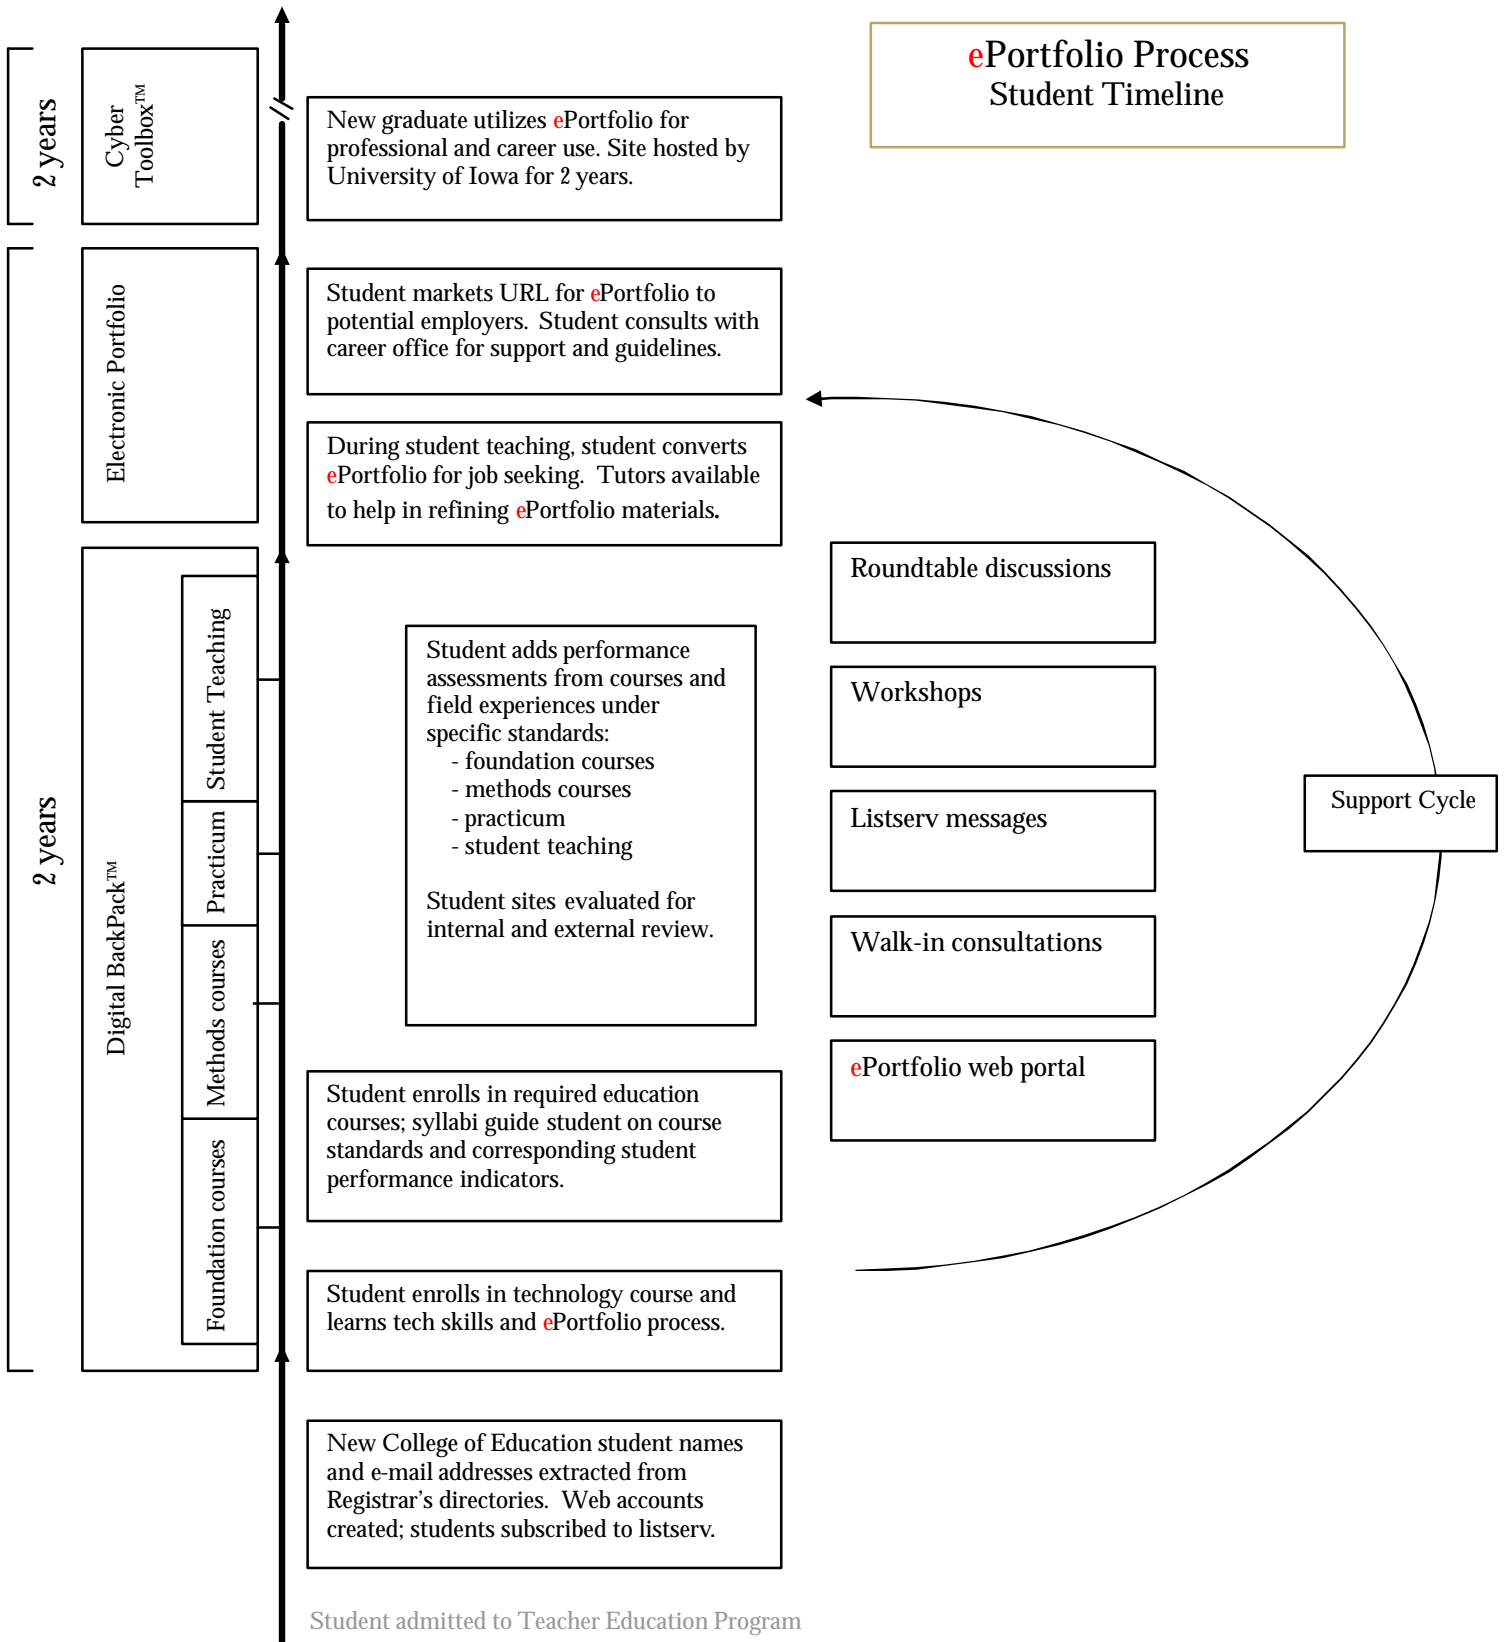 ePortfolio Process
Student Timeline
2 years
Cyber
Toolbox™
New graduate utilizes ePortfolio for
professional and career use. Site hosted by
University of Iowa for 2 years.
2 years
Electronic Portfolio
Student markets URL for ePortfolio to
potential employers. Student consults with
career office for support and guidelines.
During student teaching, student converts
ePortfolio for job seeking. Tutors available
to help in refining ePortfolio materials.
Digital BackPack™
Student Teaching
Practicum
Methods courses
Foundation courses
Student adds performance
assessments from courses and
field experiences under
specific standards:
- foundation courses
- methods courses
- practicum
- student teaching
Student sites evaluated for
internal and external review.
Student enrolls in required education
courses; syllabi guide student on course
standards and corresponding student
performance indicators.
Student enrolls in technology course and
learns tech skills and ePortfolio process.
New College of Education student names
and e-mail addresses extracted from
Registrar's directories. Web accounts
created; students subscribed to listserv.
Student admitted to Teacher Education Program
Roundtable discussions
Workshops
Listserv messages
Walk-in consultations
ePortfolio web portal
Support Cycle